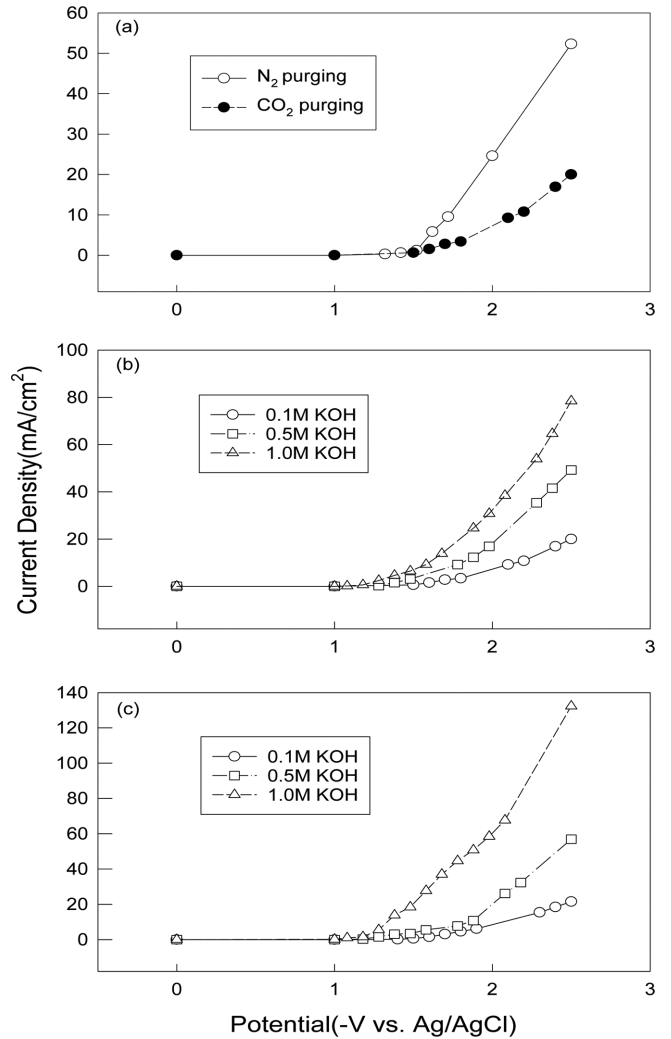 60
(a)
50
N2 purging
40
CO2 purging
30
20
10
0
0 1 2 3
100
(b)
80
0.1M KOH
60
0.5M KOH
1.0M KOH
40
20
0
0 1 2 3
Current Density(mA/cm2)
140
(c)
120
0.1M KOH
100
0.5M KOH
80
1.0M KOH
60
40
20
0
0 1 2 3
Potential(-V vs. Ag/AgCl)